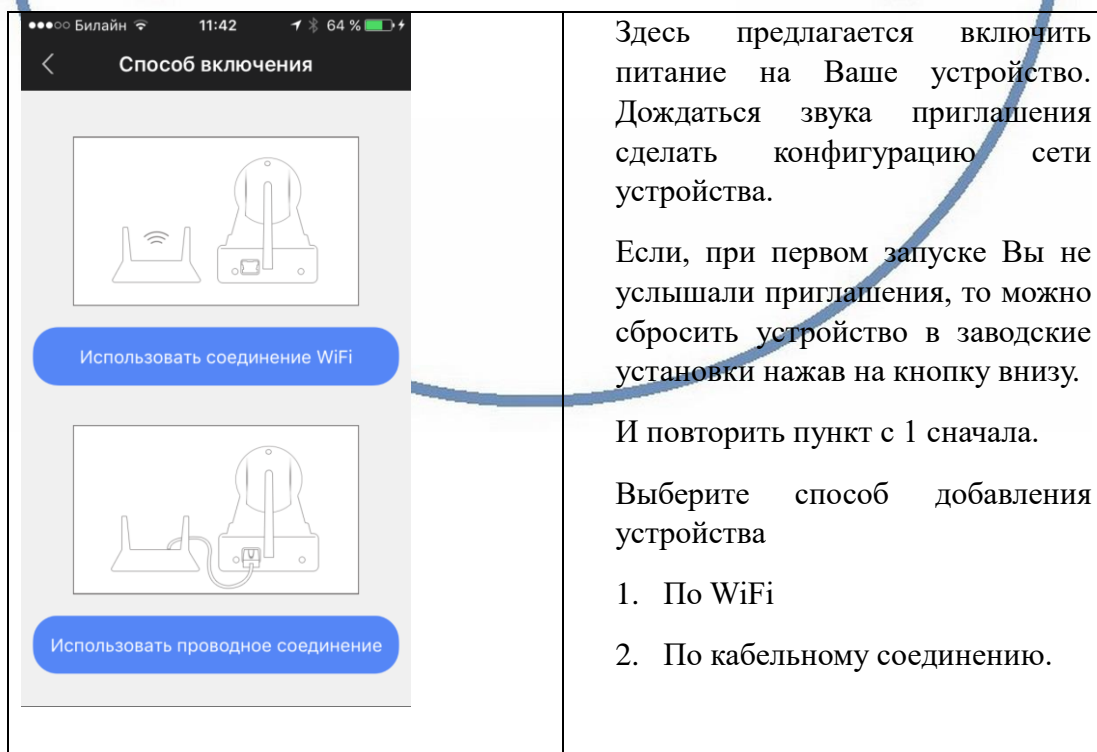 ●●●○○ Билайн 11:42 64 %
Способ включения
Использовать соединение WiFi
Использовать проводное соединение
Здесь предлагается включить
питание на Ваше устройство.
Дождаться звука приглашения
сделать конфигурацию сети
устройства.
Если, при первом запуске Вы не
услышали приглашения, то можно
сбросить устройство в заводские
установки нажав на кнопку внизу.
И повторить пункт с 1 сначала.
Выберите способ добавления
устройства
1. По WiFi
2. По кабельному соединению.